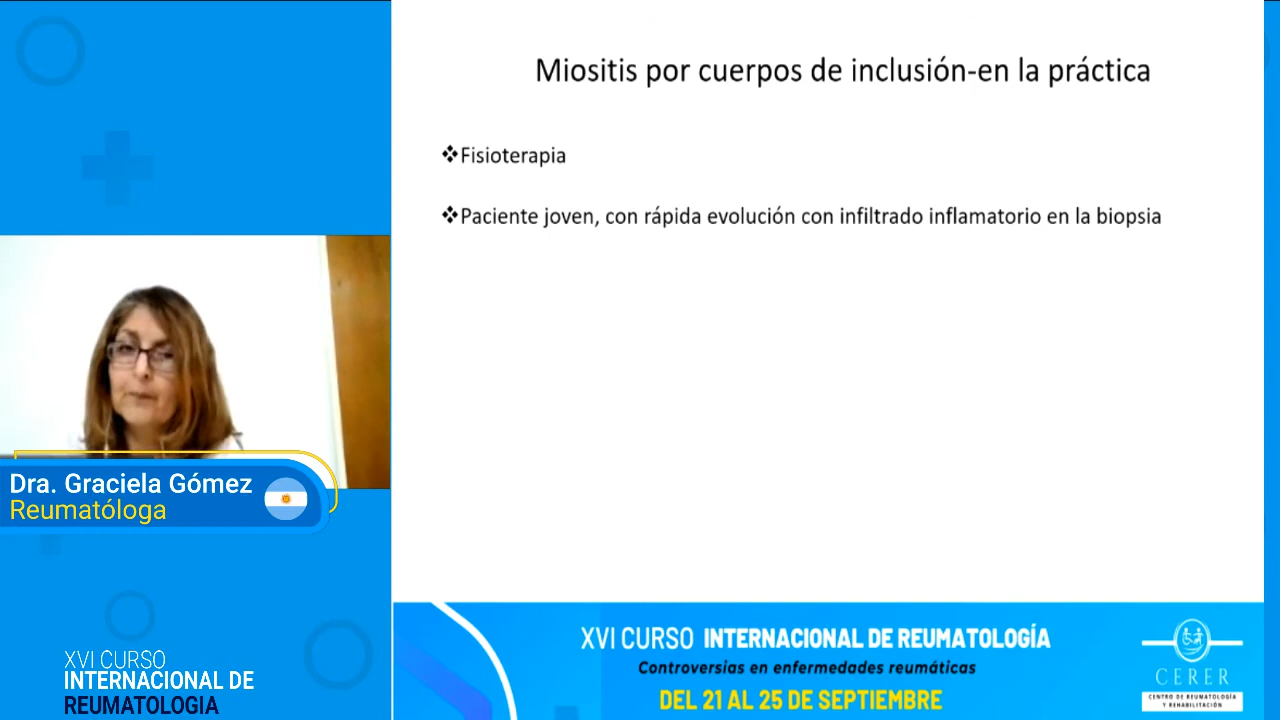 Miositis por cuerpos de inclusión-en la práctica
❖Fisioterapia
❖Paciente joven, con rápida evolución con infiltrado inflamatorio en la biopsia
Dra. Graciela Gómez
Reumatóloga
XVI CURSO
INTERNACIONAL DE
REUMATOLOGIA
XVI CURSO INTERNACIONAL DE REUMATOLOGÍA
Controversias en enfermedades reumáticas
DEL 21 AL 25 DE SEPTIEMBRE
CERER
CENTRO DE REUMATOLOGÍA
Y REHABILITACIÓN